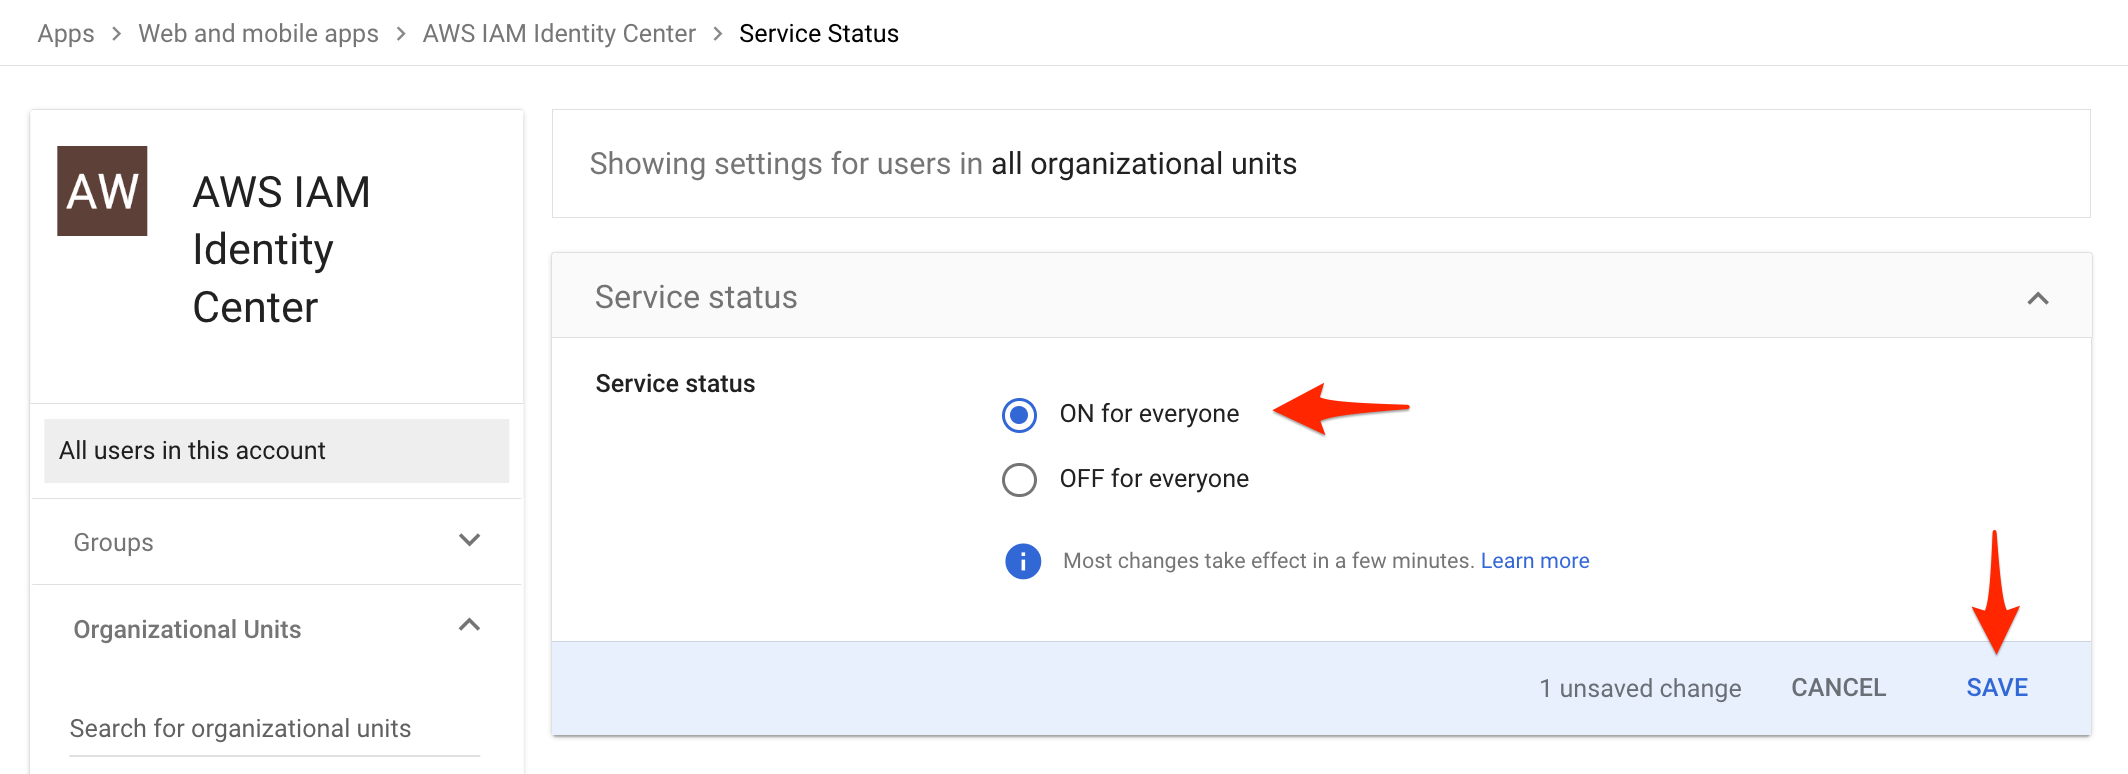 Apps > Web and mobile apps > AWS IAM Identity Center > Service Status
AW
AWS IAM
Identity
Center
All users in this account
Groups
Organizational Units
Search for organizational units
Showing settings for users in all organizational units
Service status
Service status
ON for everyone
OFF for everyone
Most changes take effect in a few minutes. Learn more
1 unsaved change CANCEL SAVE